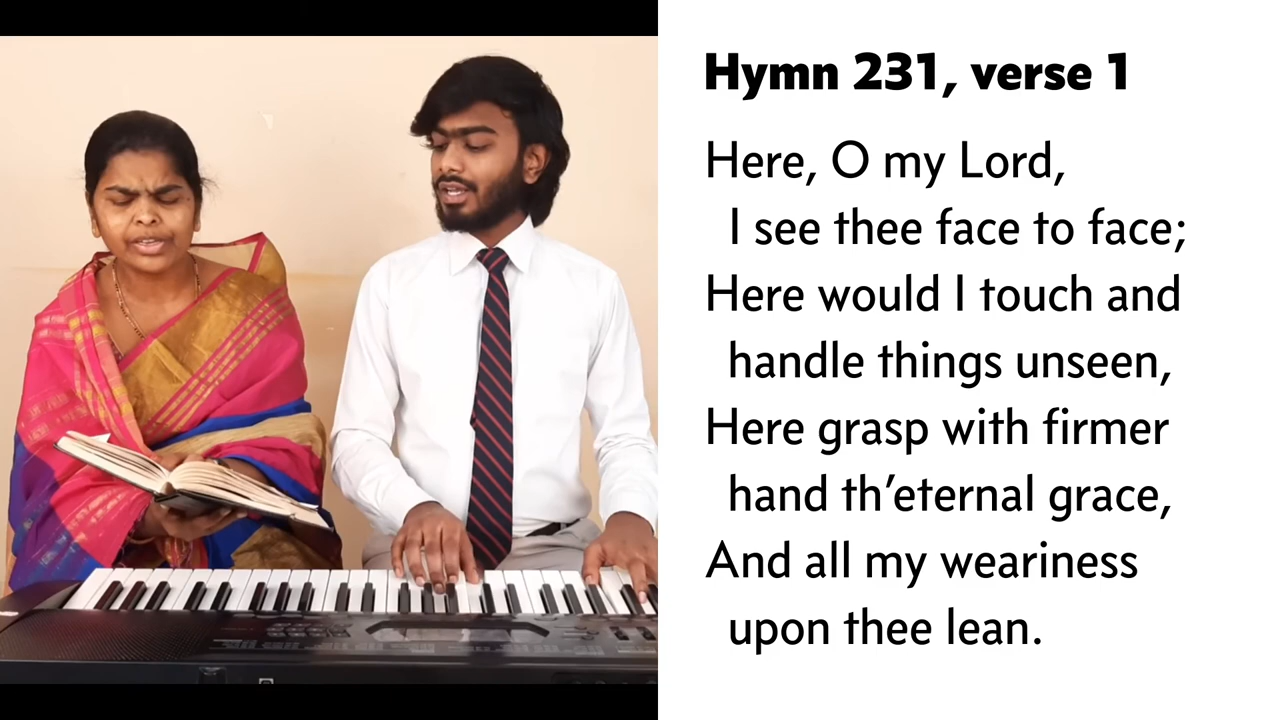 Hymn 231, verse 1
Here, O my Lord,
I see thee face to face;
Here would I touch and
handle things unseen,
Here grasp with firmer
hand th’eternal grace,
And all my weariness
upon thee lean.